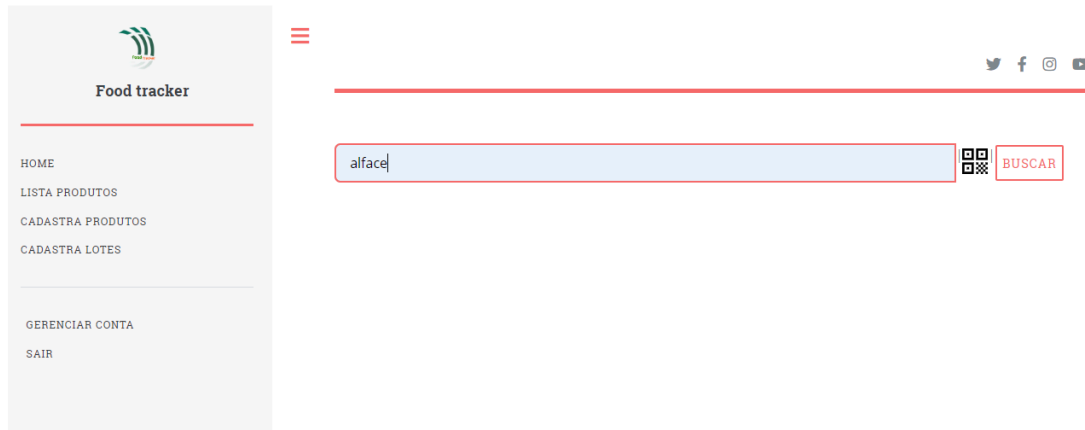 Food tracker
HOME
LISTA PRODUTOS
CADASTRA PRODUTOS
CADASTRA LOTES
GERENCIAR CONTA
SAIR
alface
BUSCAR